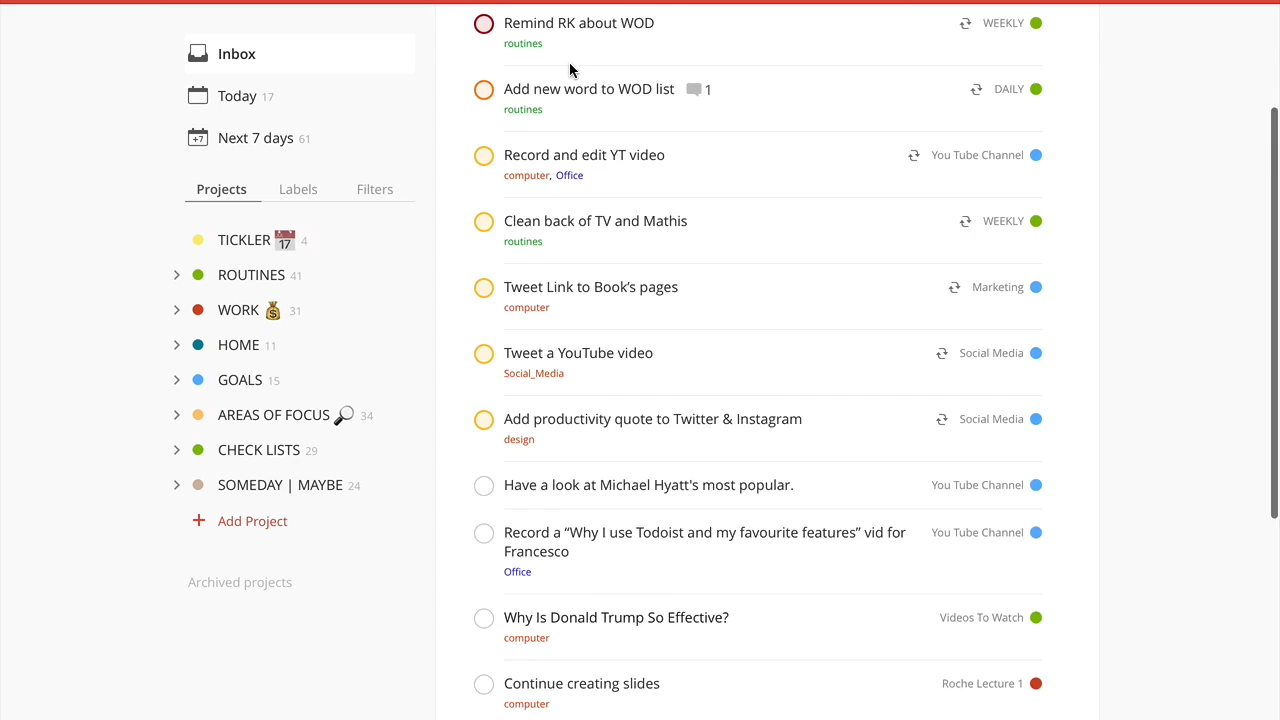 Inbox
Today 17
+7 Next 7 days 61
Projects Labels Filters
TICKLER 17 4
ROUTINES 41
WORK 31
HOME 11
GOALS 15
AREAS OF FOCUS 34
CHECK LISTS 29
SOMEDAY | MAYBE 24
+ Add Project
Archived projects
Remind RK about WOD WEEKLY
routines
Add new word to WOD list 1 DAILY
routines
Record and edit YT video You Tube Channel
computer, Office
Clean back of TV and Mathis WEEKLY
routines
Tweet Link to Book’s pages Marketing
computer
Tweet a YouTube video Social Media
Social_Media
Add productivity quote to Twitter & Instagram Social Media
design
Have a look at Michael Hyatt's most popular. You Tube Channel
Record a “Why I use Todoist and my favourite features” vid for You Tube Channel
Francesco
Office
Why Is Donald Trump So Effective? Videos To Watch
computer
Continue creating slides Roche Lecture 1
computer